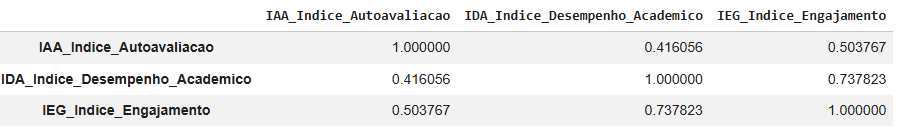 IAA_Indice_Autoavaliacao IDA_Indice_Desempenho_Academico IEG_Indice_Engajamento
IAA_Indice_Autoavaliacao 1.000000 0.416056 0.503767
IDA_Indice_Desempenho_Academico 0.416056 1.000000 0.737823
IEG_Indice_Engajamento 0.503767 0.737823 1.000000